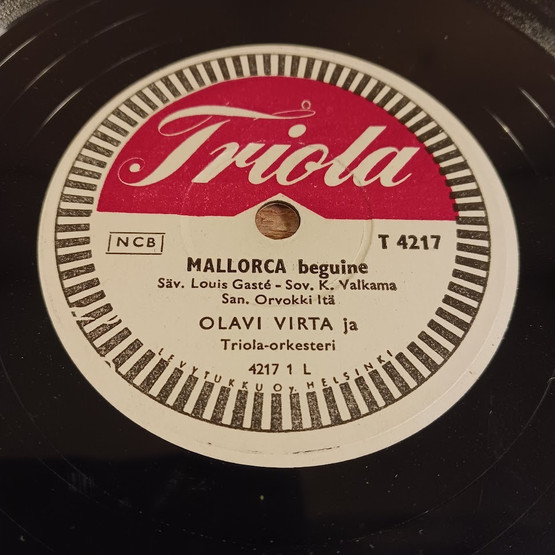 Triola
NCB
T 4217
MALLORCA beguine
Säv. Louis Gasté - Sov. K. Valkama
San. Orvokki Itä
OLAVI VIRTA ja
Triola-orkesteri
4217 1 L
LEVYTUKKU OY, HELSINKI